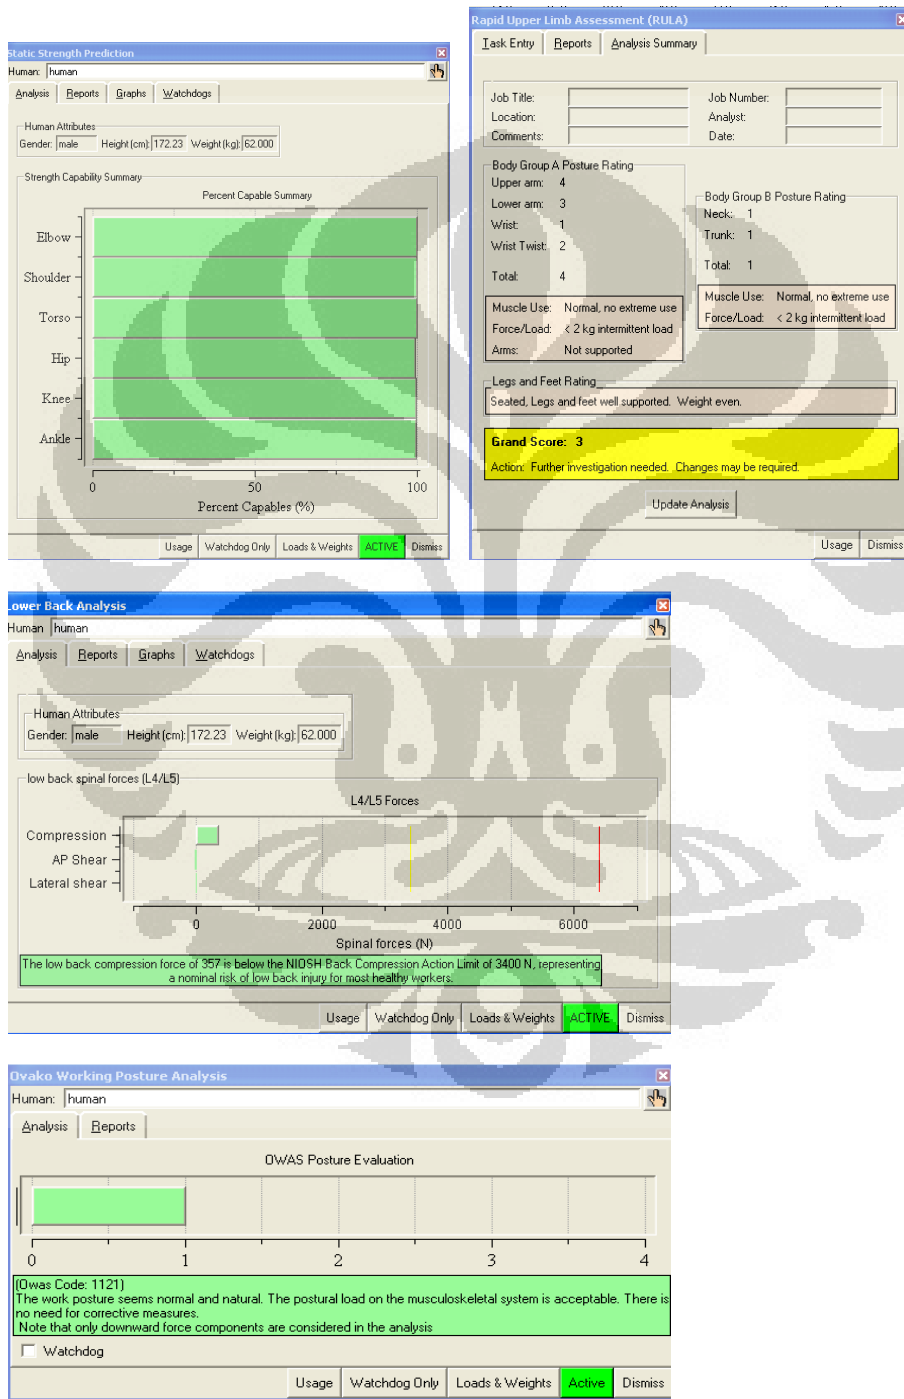 Static Strength Prediction
Human: human
Analysis Reports Graphs Watchdogs
Human Attributes
Gender: male Height (cm): 172.23 Weight (kg): 62.000
Strength Capability Summary
Percent Capable Summary
Elbow
Shoulder
Torso
Hip
Knee
Ankle
0 50 100
Percent Capables (%)
Usage Watchdog Only Loads & Weights ACTIVE Dismiss
Rapid Upper Limb Assessment (RULA)
Task Entry Reports Analysis Summary
Job Title: Job Number:
Location: Analyst:
Comments: Date:
Body Group A Posture Rating
Upper arm: 4
Lower arm: 3
Wrist: 1
Wrist Twist: 2
Total: 4
Muscle Use: Normal, no extreme use
Force/Load: < 2 kg intermittent load
Arms: Not supported
Body Group B Posture Rating
Neck: 1
Trunk: 1
Total: 1
Muscle Use: Normal, no extreme use
Force/Load: < 2 kg intermittent load
Legs and Feet Rating
Seated, Legs and feet well supported. Weight even.
Grand Score: 3
Action: Further investigation needed. Changes may be required.
Update Analysis
Usage Dismiss
Lower Back Analysis
Human human
Analysis Reports Graphs Watchdogs
Human Attributes
Gender: male Height (cm): 172.23 Weight (kg): 62.000
low back spinal forces (L4/L5)
L4/L5 Forces
Compression
AP Shear
Lateral shear
0 2000 4000 6000
Spinal forces (N)
The low back compression force of 357 is below the NIOSH Back Compression Action Limit of 3400 N, representing
a nominal risk of low back injury for most healthy workers.
Usage Watchdog Only Loads & Weights ACTIVE Dismiss
Ovako Working Posture Analysis
Human: human
Analysis Reports
OWAS Posture Evaluation
0 1 2 3 4
(Owas Code: 1121)
The work posture seems normal and natural. The postural load on the musculoskeletal system is acceptable. There is
no need for corrective measures.
Note that only downward force components are considered in the analysis
Watchdog
Usage Watchdog Only Loads & Weights Active Dismiss